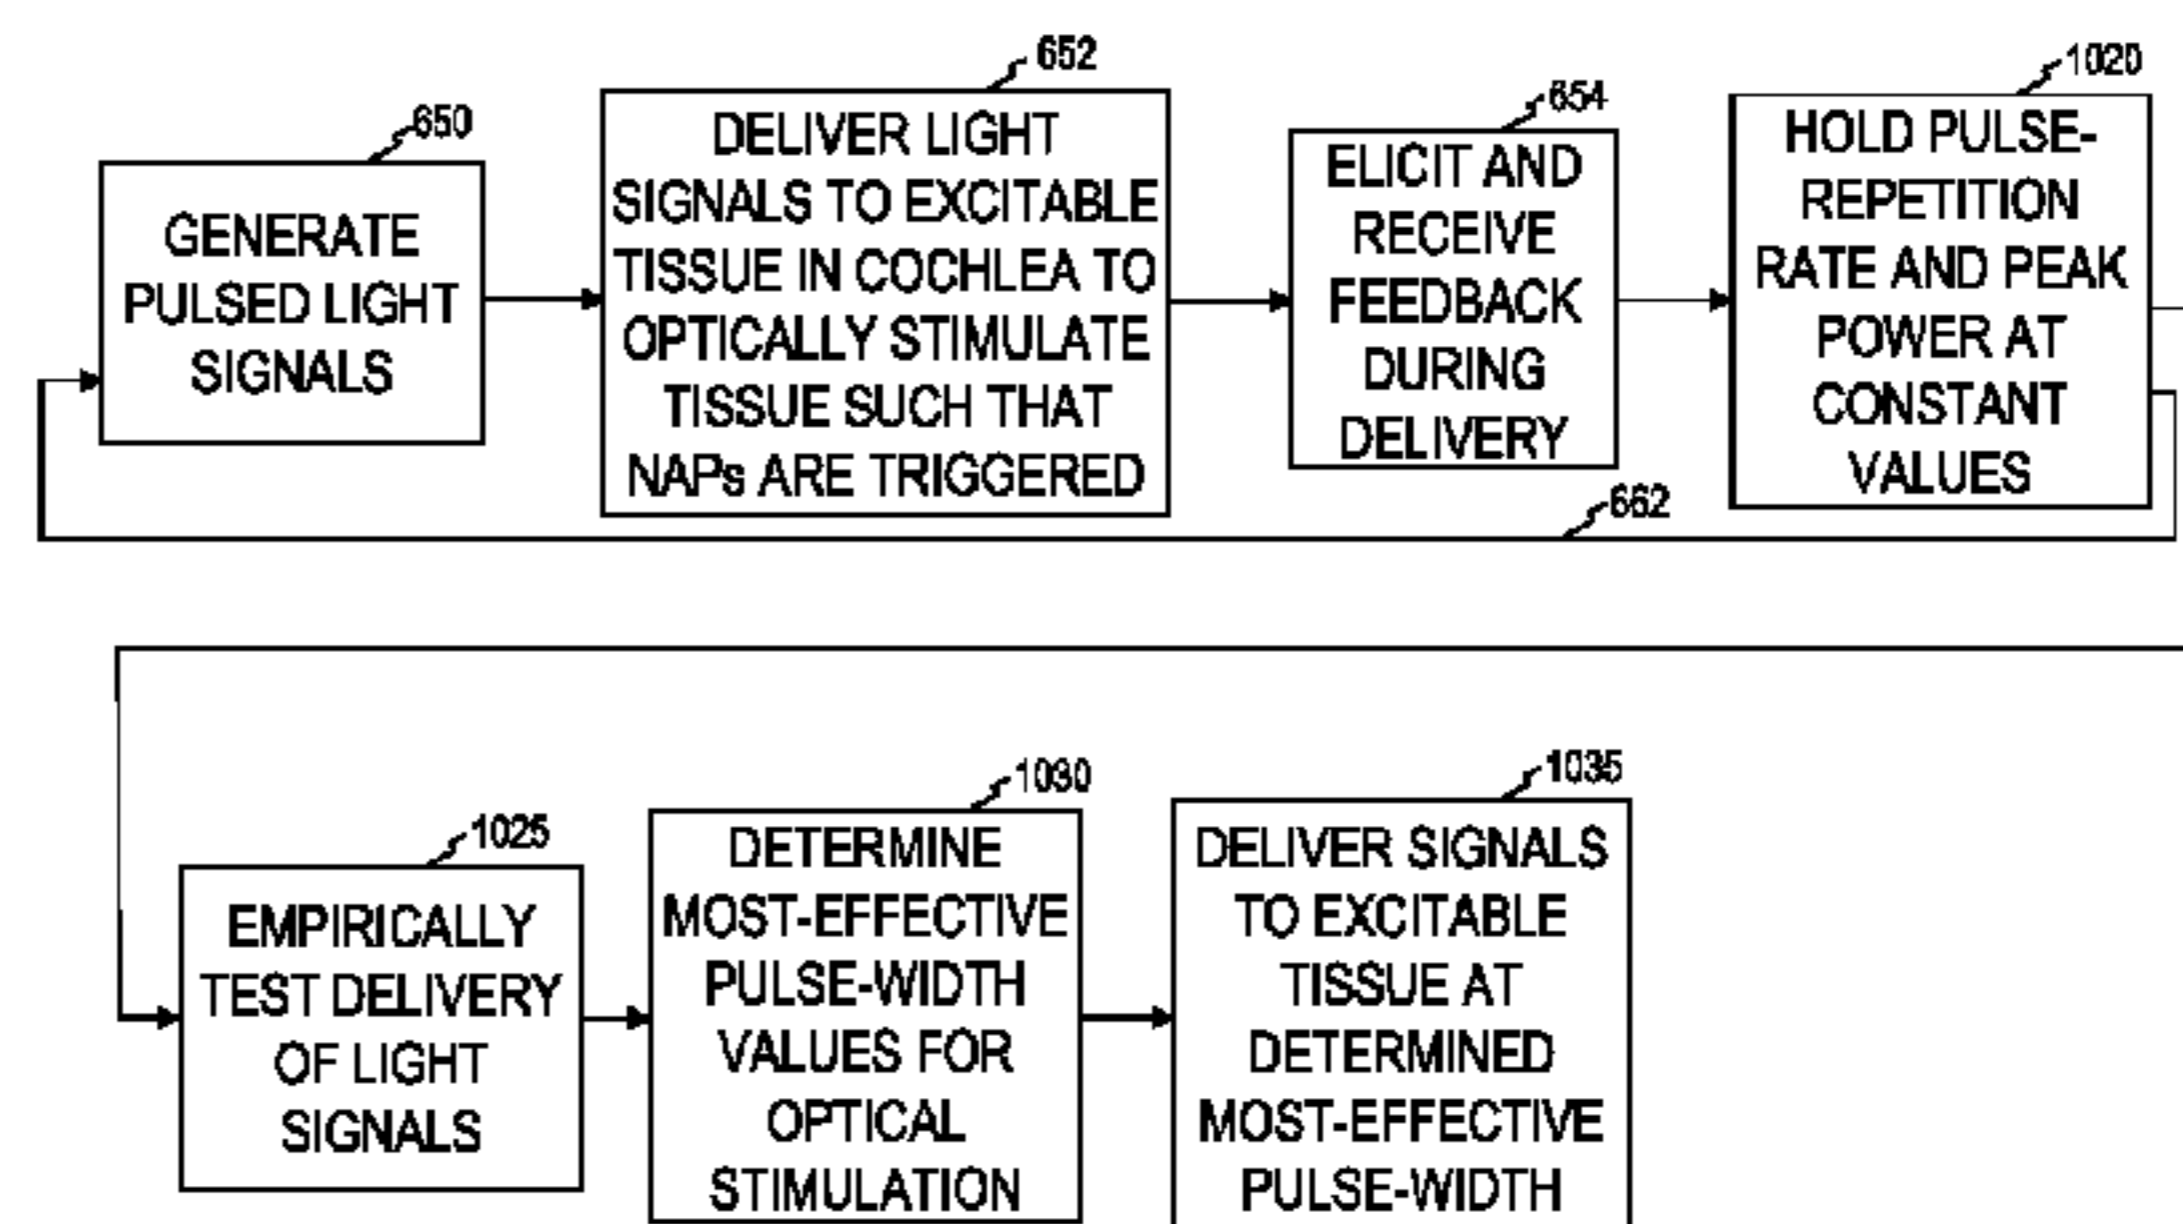 650
GENERATE
PULSED LIGHT
SIGNALS
652
DELIVER LIGHT
SIGNALS TO EXCITABLE
TISSUE IN COCHLEA TO
OPTICALLY STIMULATE
TISSUE SUCH THAT
NAPs ARE TRIGGERED
654
ELICIT AND
RECEIVE
FEEDBACK
DURING
DELIVERY
1020
HOLD PULSE-
REPETITION
RATE AND PEAK
POWER AT
CONSTANT
VALUES
662
1025
EMPIRICALLY
TEST DELIVERY
OF LIGHT
SIGNALS
1030
DETERMINE
MOST-EFFECTIVE
PULSE-WIDTH
VALUES FOR
OPTICAL
STIMULATION
1035
DELIVER SIGNALS
TO EXCITABLE
TISSUE AT
DETERMINED
MOST-EFFECTIVE
PULSE-WIDTH